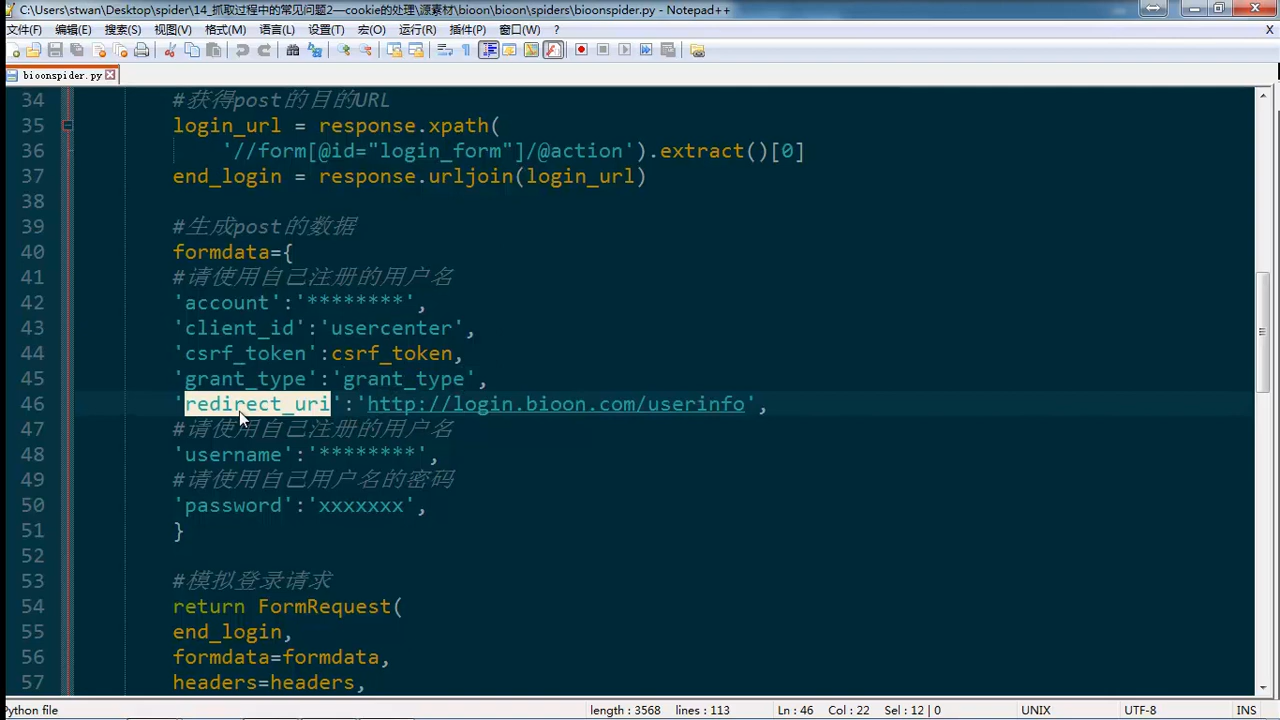 C:\Users\stwan\Desktop\spider\14_抓取过程中的常见问题2—cookie的处理\源素材\bioon\bioon\spiders\bioonspider.py - Notepad++
文件(F) 编辑(E) 搜索(S) 视图(V) 格式(M) 语言(L) 设置(T) 宏(O) 运行(R) 插件(P) 窗口(W) ? X
bioonspider.py
34 #获得post的目的URL
35 login_url = response.xpath(
36 '//form[@id="login_form"]/@action').extract()[0]
37 end_login = response.urljoin(login_url)
38
39 #生成post的数据
40 formdata={
41 #请使用自己注册的用户名
42 'account':'********',
43 'client_id':'usercenter',
44 'csrf_token':csrf_token,
45 'grant_type':'grant_type',
46 'redirect_uri':'http://login.bioon.com/userinfo',
47 #请使用自己注册的用户名
48 'username':'********',
49 #请使用自己用户名的密码
50 'password':'xxxxxxx',
51 }
52
53 #模拟登录请求
54 return FormRequest(
55 end_login,
56 formdata=formdata,
57 headers=headers,
Python file length : 3568 lines : 113 Ln : 46 Col : 22 Sel : 12 | 0 UNIX UTF-8 INS